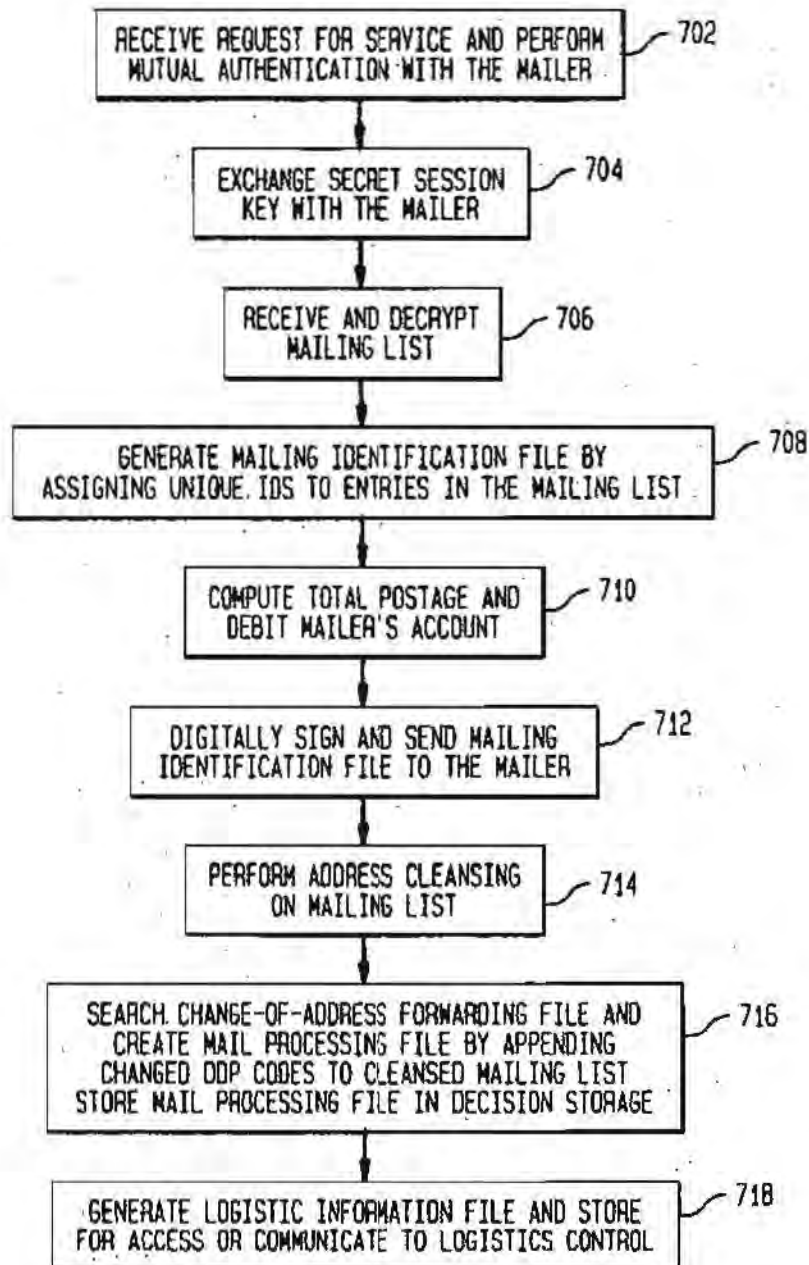 RECEIVE REQUEST FOR SERVICE AND PERFORM
MUTUAL AUTHENTICATION WITH THE MAILER
702
EXCHANGE SECRET SESSION
KEY WITH THE MAILER
704
RECEIVE AND DECRYPT
MAILING LIST
706
GENERATE MAILING IDENTIFICATION FILE BY
ASSIGNING UNIQUE IDS TO ENTRIES IN THE MAILING LIST
708
COMPUTE TOTAL POSTAGE AND
DEBIT MAILER'S ACCOUNT
710
DIGITALLY SIGN AND SEND MAILING
IDENTIFICATION FILE TO THE MAILER
712
PERFORM ADDRESS CLEANSING
ON MAILING LIST
714
SEARCH CHANGE-OF-ADDRESS FORWARDING FILE AND
CREATE MAIL PROCESSING FILE BY APPENDING
CHANGED DDP CODES TO CLEANSED MAILING LIST
STORE MAIL PROCESSING FILE IN DECISION STORAGE
716
GENERATE LOGISTIC INFORMATION FILE AND STORE
FOR ACCESS OR COMMUNICATE TO LOGISTICS CONTROL
718